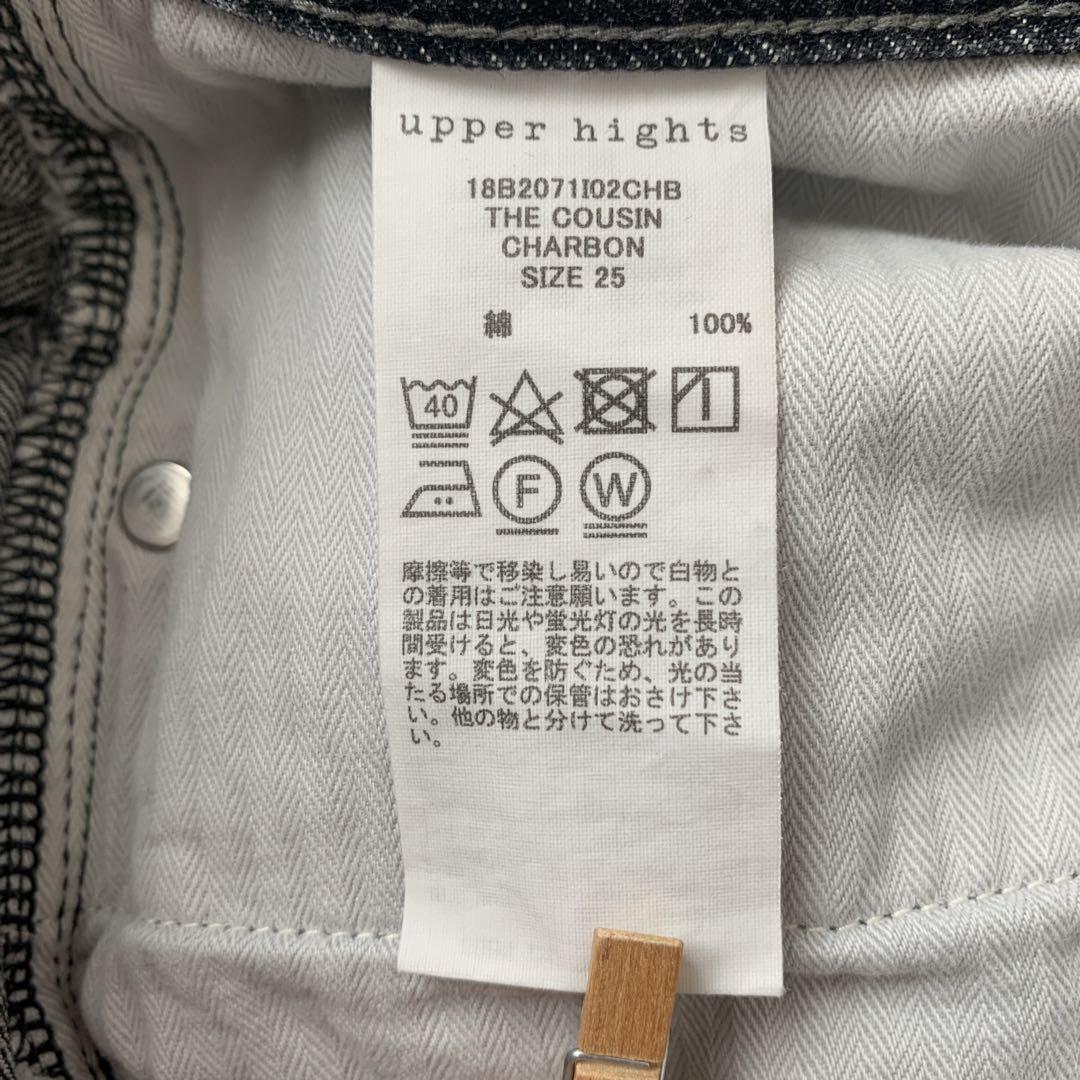 upper hights
18B2071I02CHB
THE COUSIN
CHARBON
SIZE 25
綿 100%
40
F W
摩擦等で移染し易いので白物と
の着用はご注意願います。この
製品は日光や蛍光灯の光を長時
間受けると、変色の恐れがあり
ます。変色を防ぐため、光の当
たる場所での保管はおさけ下さ
い。他の物と分けて洗って下さ
い。